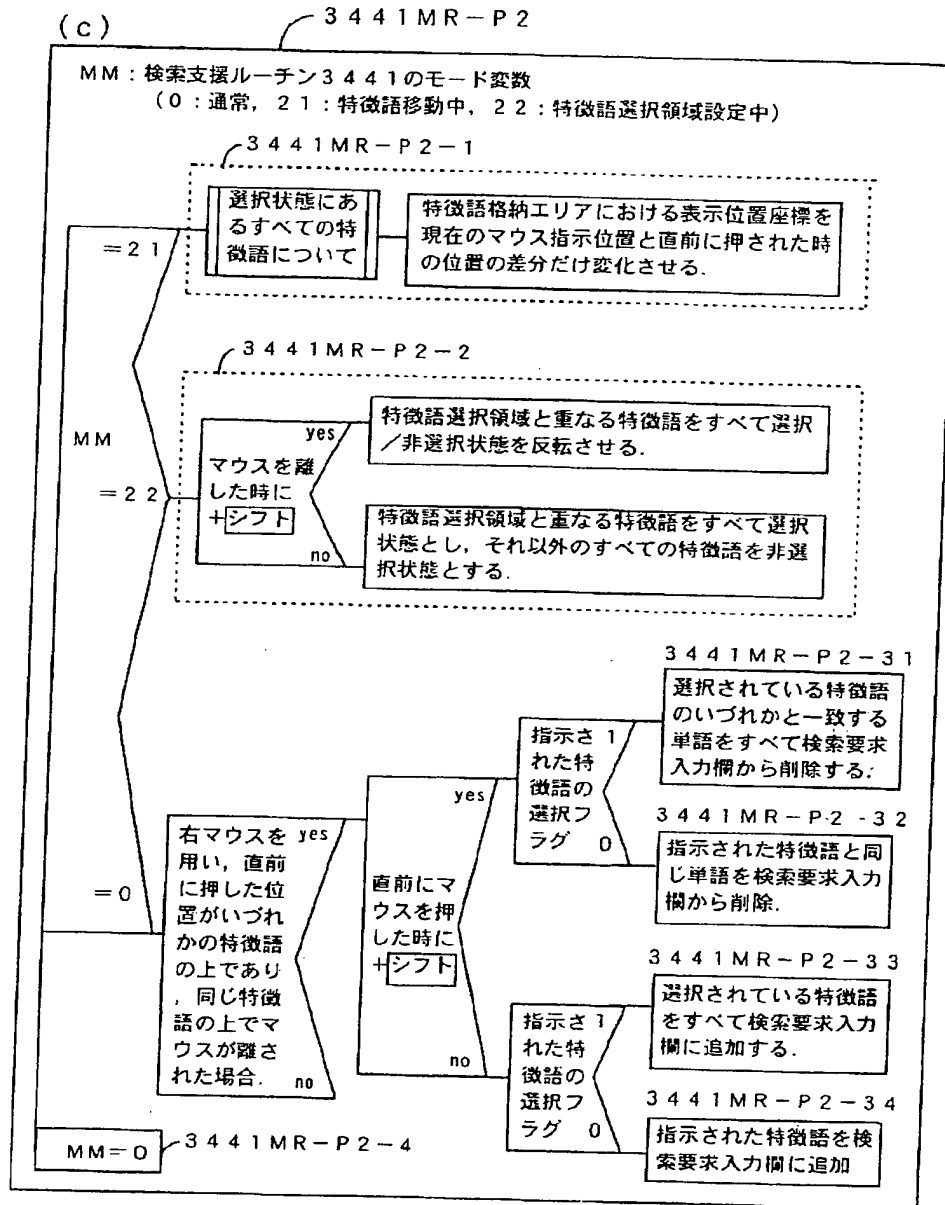 (c)
3441MR-P2
MM:検索支援ルーチン3441のモード変数
(0:通常,21:特徴語移動中,22:特徴語選択領域設定中)
3441MR-P2-1
=21
選択状態にあ
るすべての特
徴語について
特徴語格納エリアにおける表示位置座標を
現在のマウス指示位置と直前に押された時
の位置の差分だけ変化させる.
3441MR-P2-2
MM
=22
マウスを離
した時に
+シフト
yes
no
特徴語選択領域と重なる特徴語をすべて選択
/非選択状態を反転させる.
特徴語選択領域と重なる特徴語をすべて選択
状態とし,それ以外のすべての特徴語を非選
択状態とする.
=0
右マウスを
用い,直前
に押した位
置がいづれ
かの特徴語
の上であり
,同じ特徴
語の上でマ
ウスが離さ
れた場合.
yes
no
直前にマ
ウスを押
した時に
+シフト
yes
no
指示さ
れた特
徴語の
選択フ
ラグ
1
0
3441MR-P2-31
選択されている特徴語
のいづれかと一致する
単語をすべて検索要求
入力欄から削除する.
3441MR-P2-32
指示された特徴語と同
じ単語を検索要求入力
欄から削除.
指示さ
れた特
徴語の
選択フ
ラグ
1
0
3441MR-P2-33
選択されている特徴語
をすべて検索要求入力
欄に追加する.
3441MR-P2-34
指示された特徴語を検
索要求入力欄に追加
MM=0
3441MR-P2-4